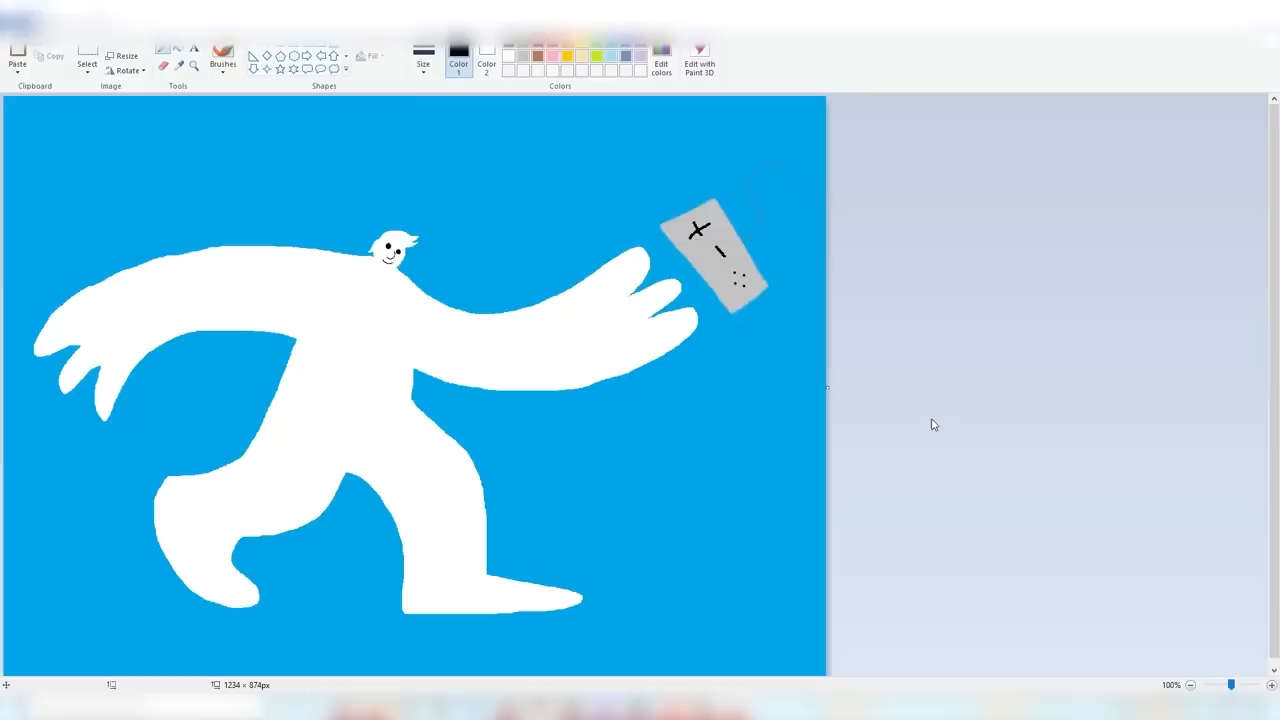 Copy
Resize
Rotate
Paste
Select
Brushes
Fill
Size
Color
1
Color
2
Edit
colors
Edit with
Paint 3D
Clipboard
Image
Tools
Shapes
Colors
A
+ −
1234 × 874px
100%